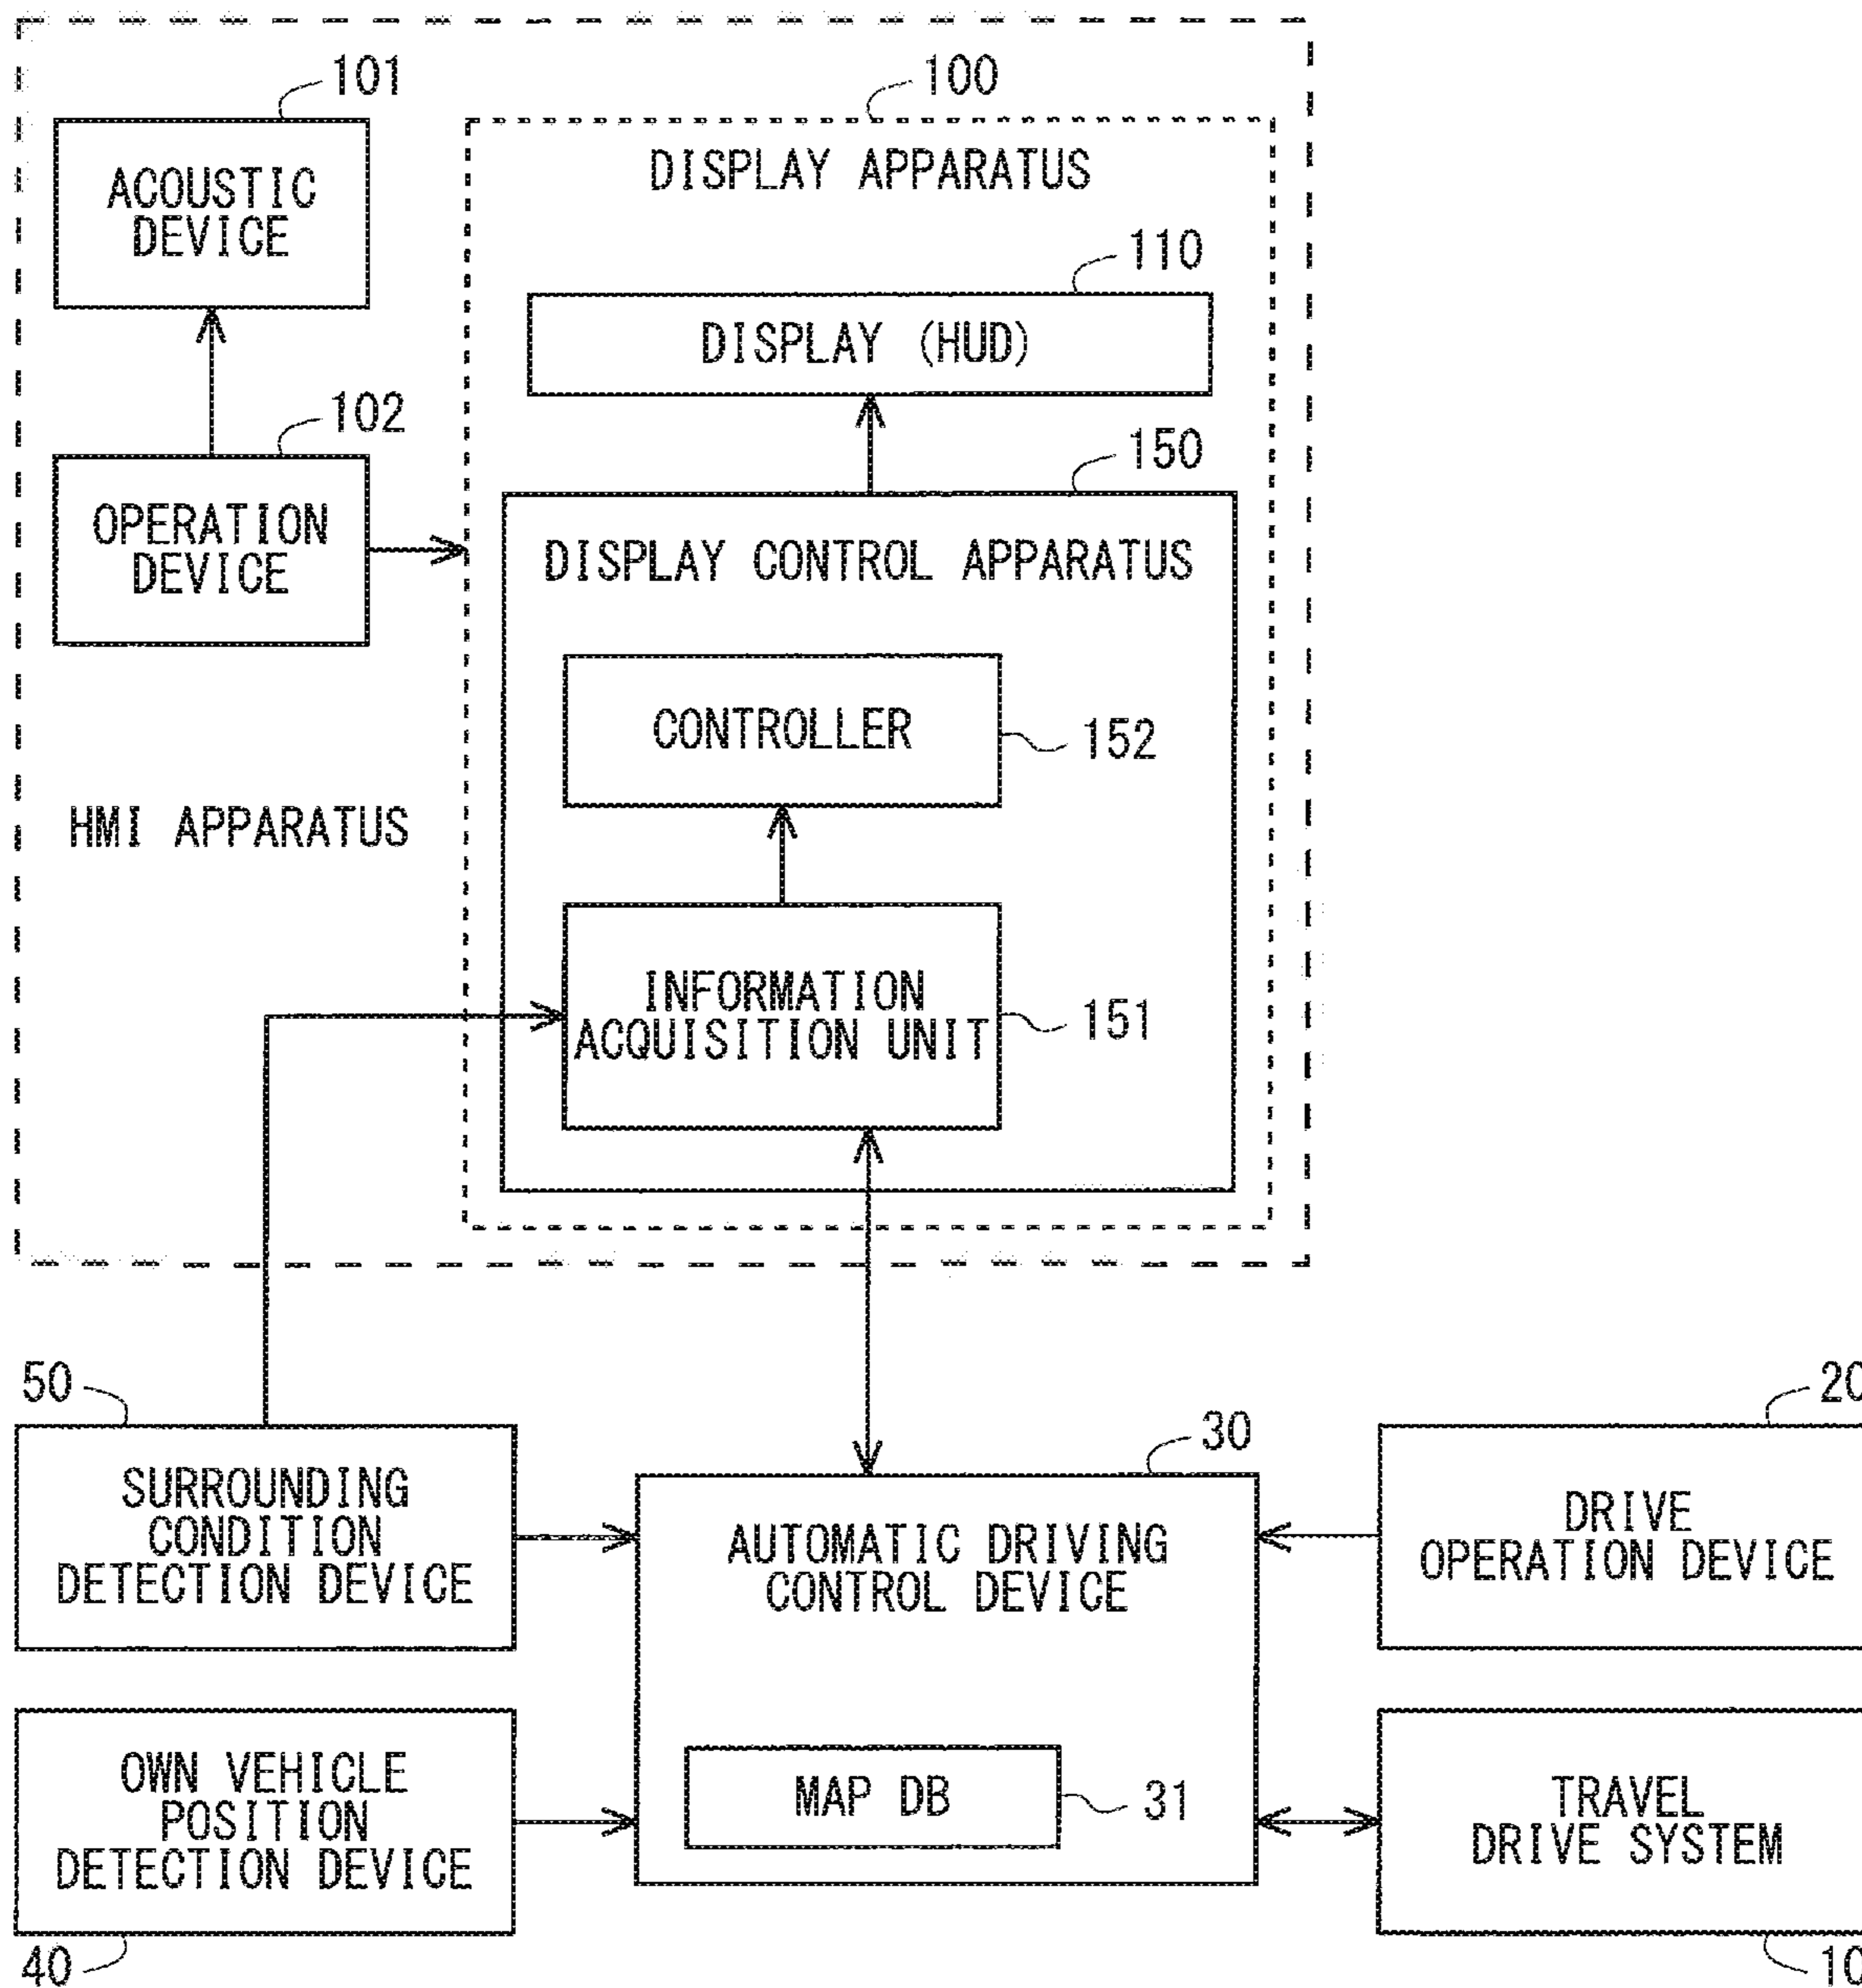 101
100
ACOUSTIC
DEVICE
DISPLAY APPARATUS
110
DISPLAY (HUD)
102
150
OPERATION
DEVICE
DISPLAY CONTROL APPARATUS
CONTROLLER
152
HMI APPARATUS
INFORMATION
ACQUISITION UNIT
151
50
20
30
SURROUNDING
CONDITION
DETECTION DEVICE
AUTOMATIC DRIVING
CONTROL DEVICE
DRIVE
OPERATION DEVICE
OWN VEHICLE
POSITION
DETECTION DEVICE
MAP DB
31
TRAVEL
DRIVE SYSTEM
40
10